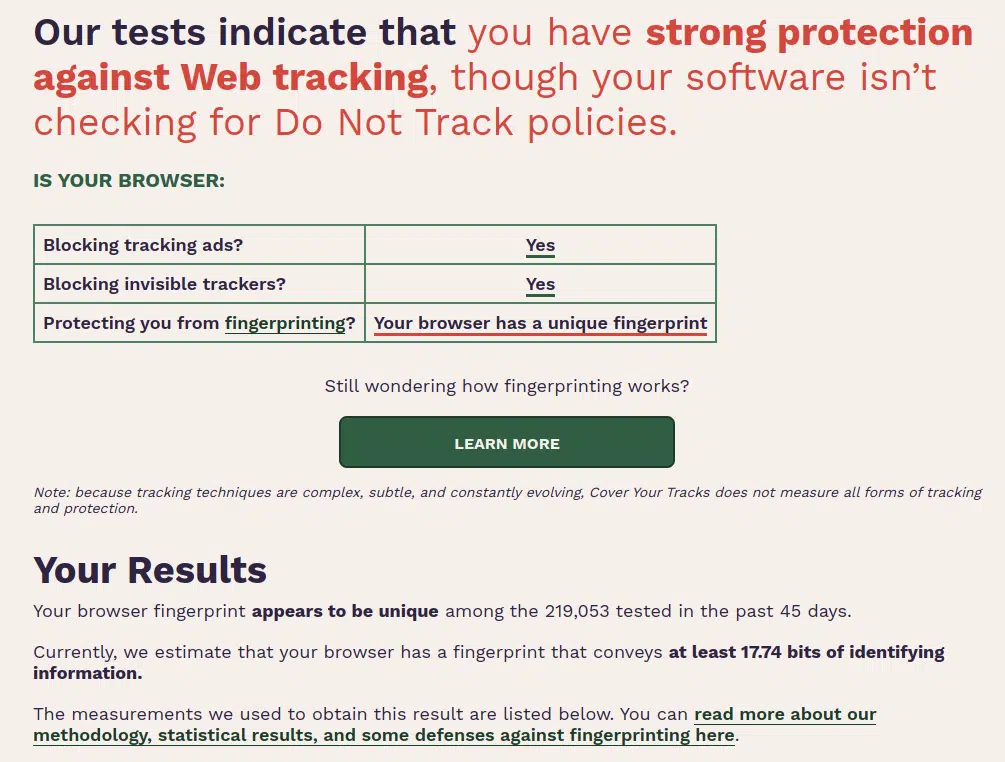 Our tests indicate that you have strong protection
against Web tracking, though your software isn’t
checking for Do Not Track policies.
IS YOUR BROWSER:
Blocking tracking ads? Yes
Blocking invisible trackers? Yes
Protecting you from fingerprinting? Your browser has a unique fingerprint
Still wondering how fingerprinting works?
LEARN MORE
Note: because tracking techniques are complex, subtle, and constantly evolving, Cover Your Tracks does not measure all forms of tracking
and protection.
Your Results
Your browser fingerprint appears to be unique among the 219,053 tested in the past 45 days.
Currently, we estimate that your browser has a fingerprint that conveys at least 17.74 bits of identifying
information.
The measurements we used to obtain this result are listed below. You can read more about our
methodology, statistical results, and some defenses against fingerprinting here.